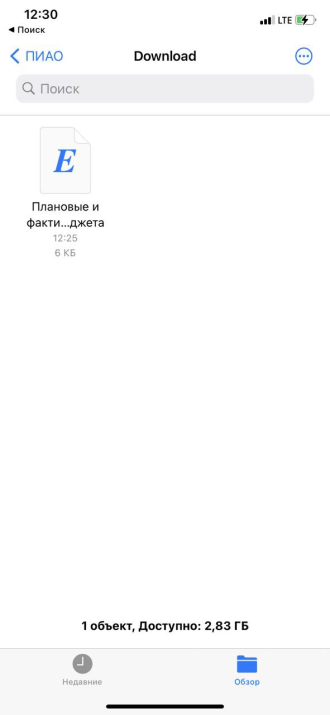 12:30
LTE
Поиск
ПИАО
Download
Поиск
E
Плановые и
факти...джета
12:25
6 КБ
1 объект, Доступно: 2,83 ГБ
Недавние
Обзор